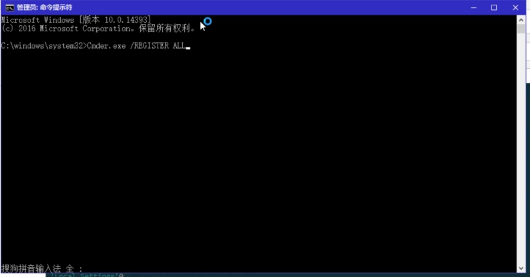 管理员: 命令提示符
Microsoft Windows [版本 10.0.14393]
(c) 2016 Microsoft Corporation。保留所有权利。
C:\windows\system32>Cmder.exe /REGISTER ALL
搜狗拼音输入法 全 :